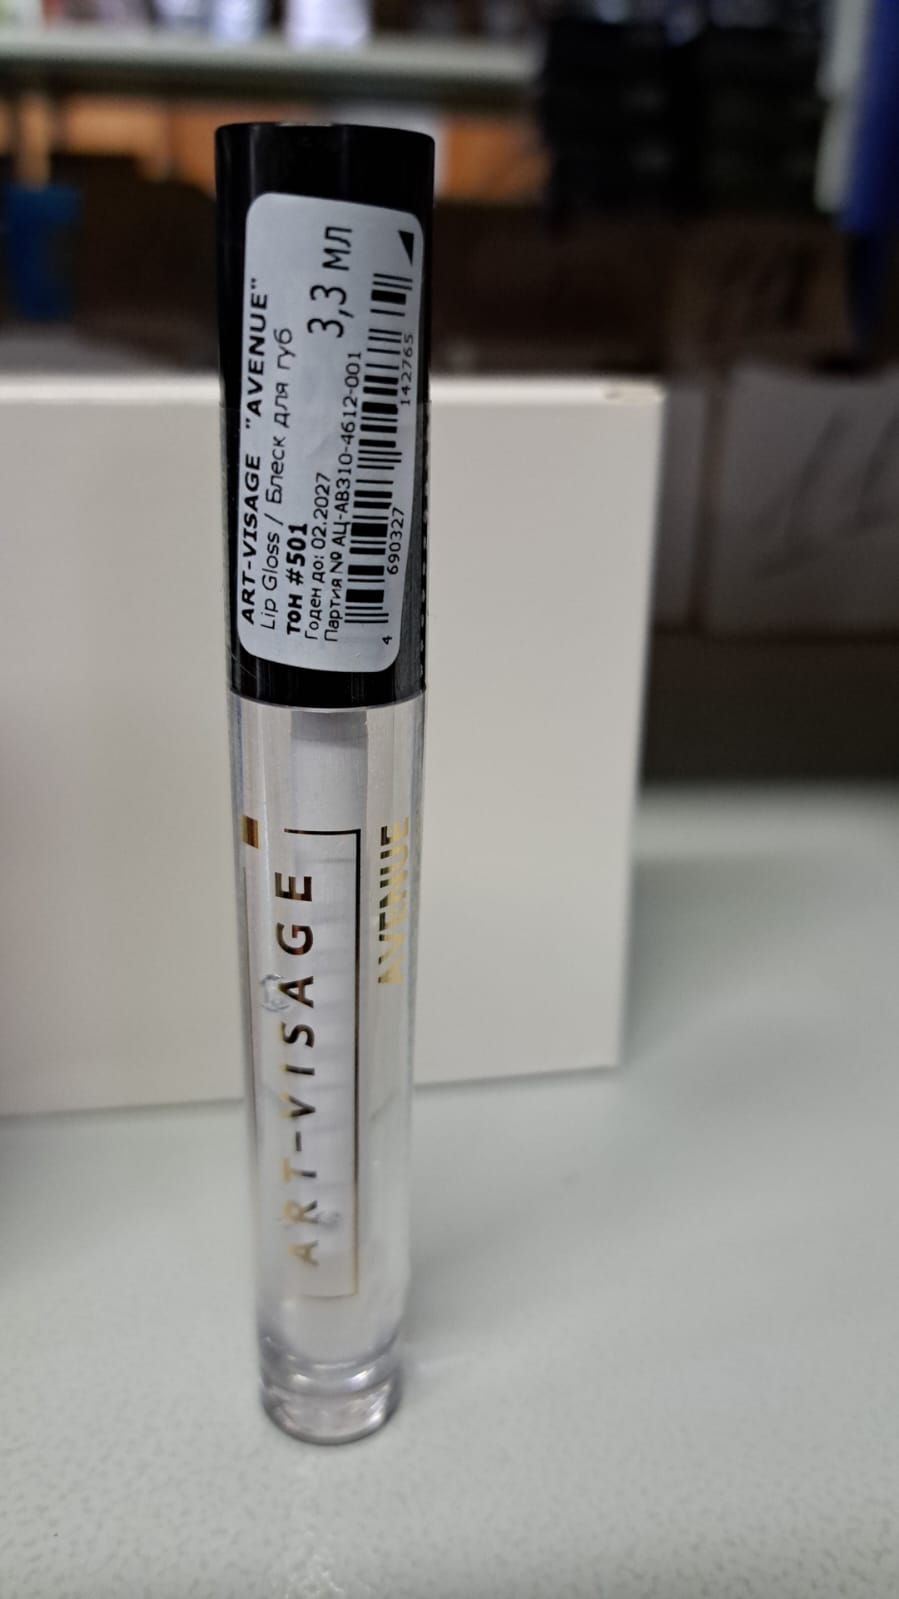 ART-VISAGE "AVENUE"
Lip Gloss / Блеск для губ
тон #501
3,3 МЛ
Годен до: 02.2027
Партия № АЦ-АВ310-4612-001
4 690327 142765
ART-VISAGE
AVENUE